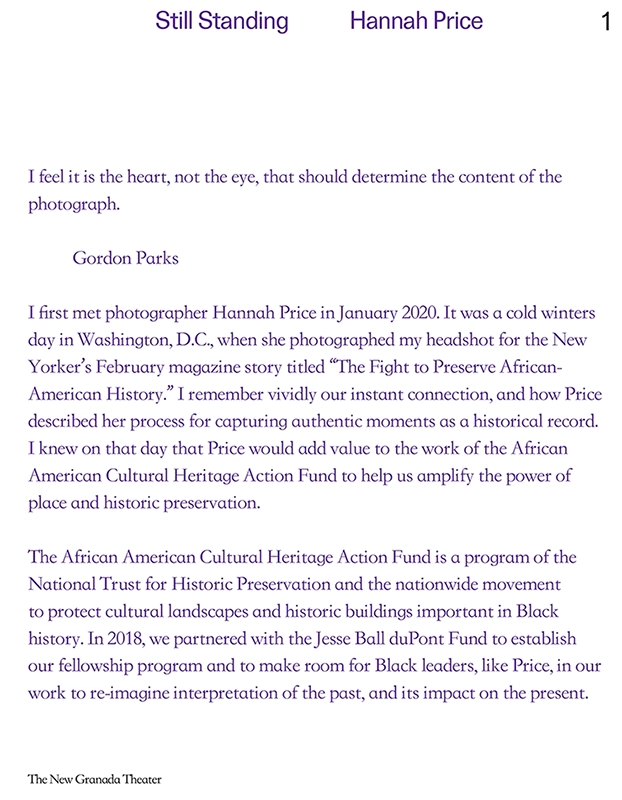 Still Standing Hannah Price 1
I feel it is the heart, not the eye, that should determine the content of the
photograph.
Gordon Parks
I first met photographer Hannah Price in January 2020. It was a cold winters
day in Washington, D.C., when she photographed my headshot for the New
Yorker’s February magazine story titled “The Fight to Preserve African-
American History.” I remember vividly our instant connection, and how Price
described her process for capturing authentic moments as a historical record.
I knew on that day that Price would add value to the work of the African
American Cultural Heritage Action Fund to help us amplify the power of
place and historic preservation.
The African American Cultural Heritage Action Fund is a program of the
National Trust for Historic Preservation and the nationwide movement
to protect cultural landscapes and historic buildings important in Black
history. In 2018, we partnered with the Jesse Ball duPont Fund to establish
our fellowship program and to make room for Black leaders, like Price, in our
work to re-imagine interpretation of the past, and its impact on the present.
The New Granada Theater